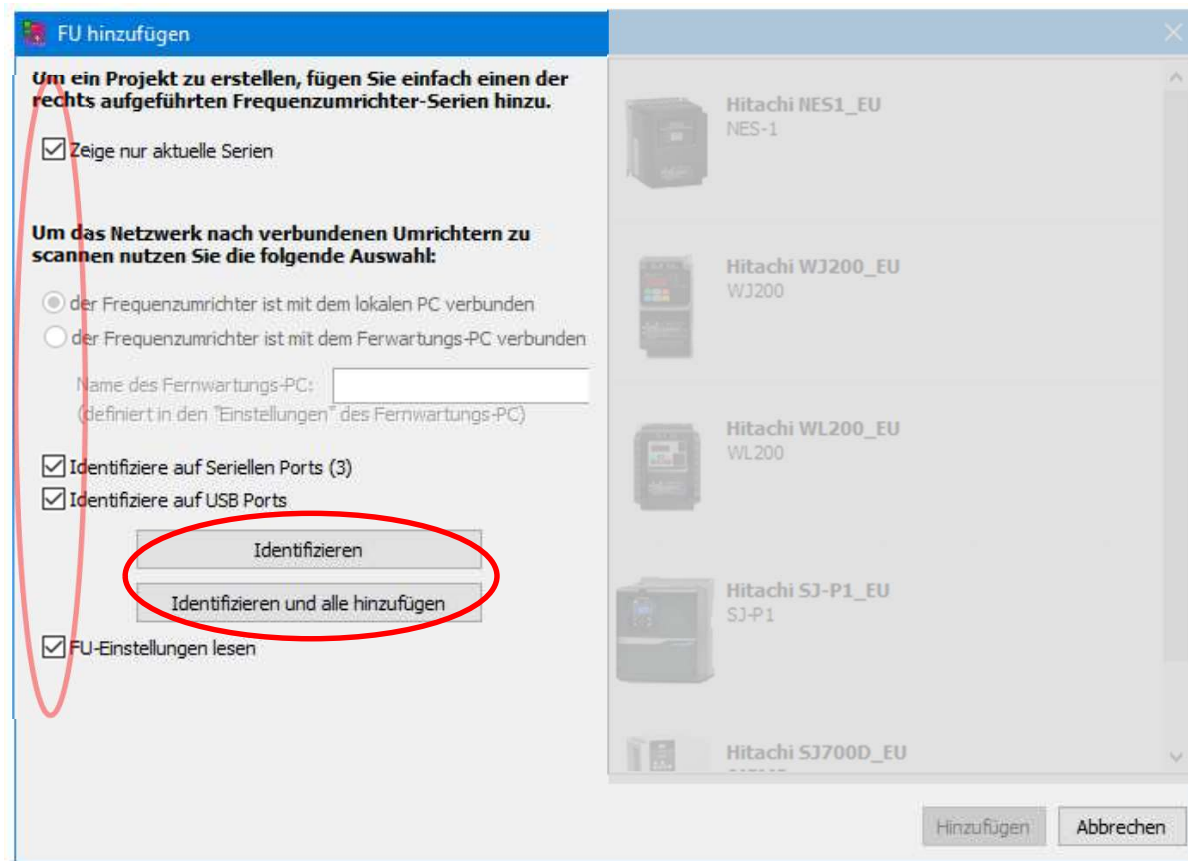 FU hinzufügen
Um ein Projekt zu erstellen, fügen Sie einfach einen der
rechts aufgeführten Frequenzumrichter-Serien hinzu.
Zeige nur aktuelle Serien
Um das Netzwerk nach verbundenen Umrichtern zu
scannen nutzen Sie die folgende Auswahl:
der Frequenzumrichter ist mit dem lokalen PC verbunden
der Frequenzumrichter ist mit dem Ferwartungs-PC verbunden
Name des Fernwartungs-PC:
(definiert in den "Einstellungen" des Fernwartungs-PC)
Identifiziere auf Seriellen Ports (3)
Identifiziere auf USB Ports
Identifizieren
Identifizieren und alle hinzufügen
FU-Einstellungen lesen
Hitachi NES1_EU
NES-1
Hitachi WJ200_EU
WJ200
Hitachi WL200_EU
WL200
Hitachi SJ-P1_EU
SJ-P1
Hitachi SJ700D_EU
Hinzufügen
Abbrechen